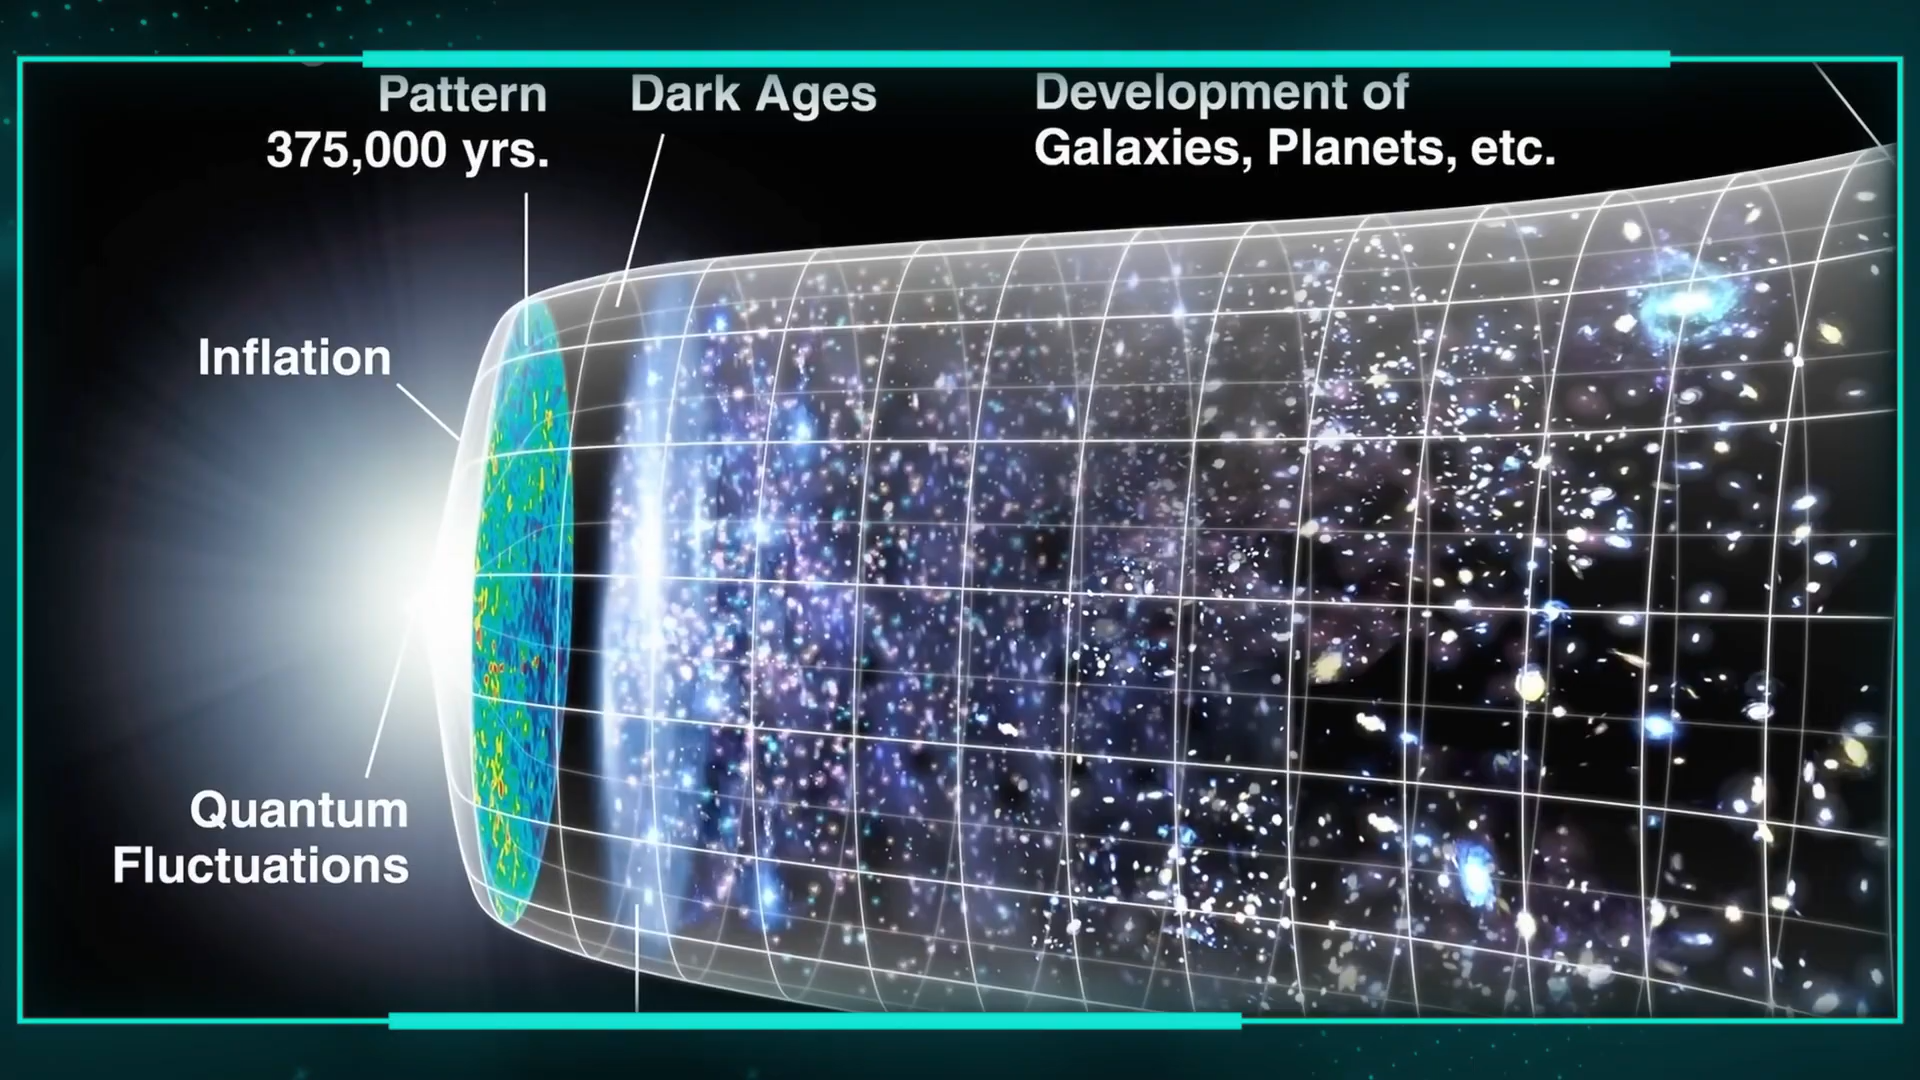 Pattern
375,000 yrs.
Dark Ages
Development of
Galaxies, Planets, etc.
Inflation
Quantum
Fluctuations